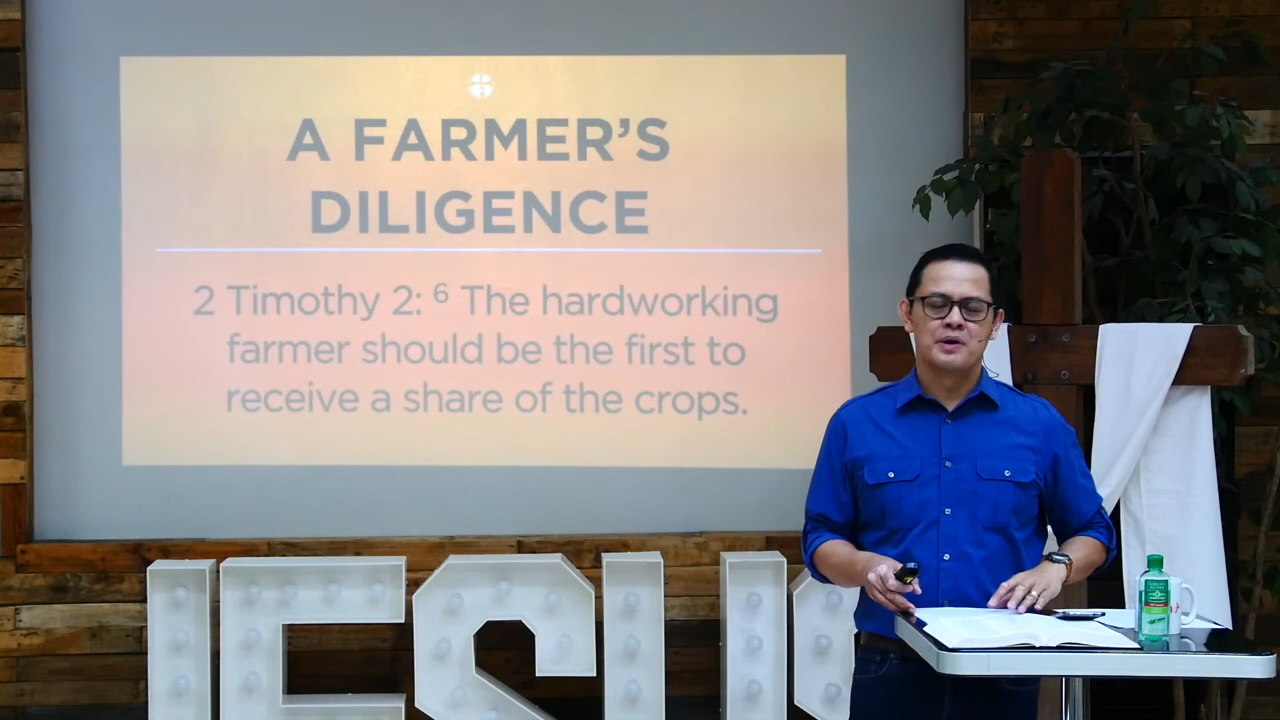 A FARMER'S
DILIGENCE
2 Timothy 2: ⁶ The hardworking
farmer should be the first to
receive a share of the crops.
JESUS